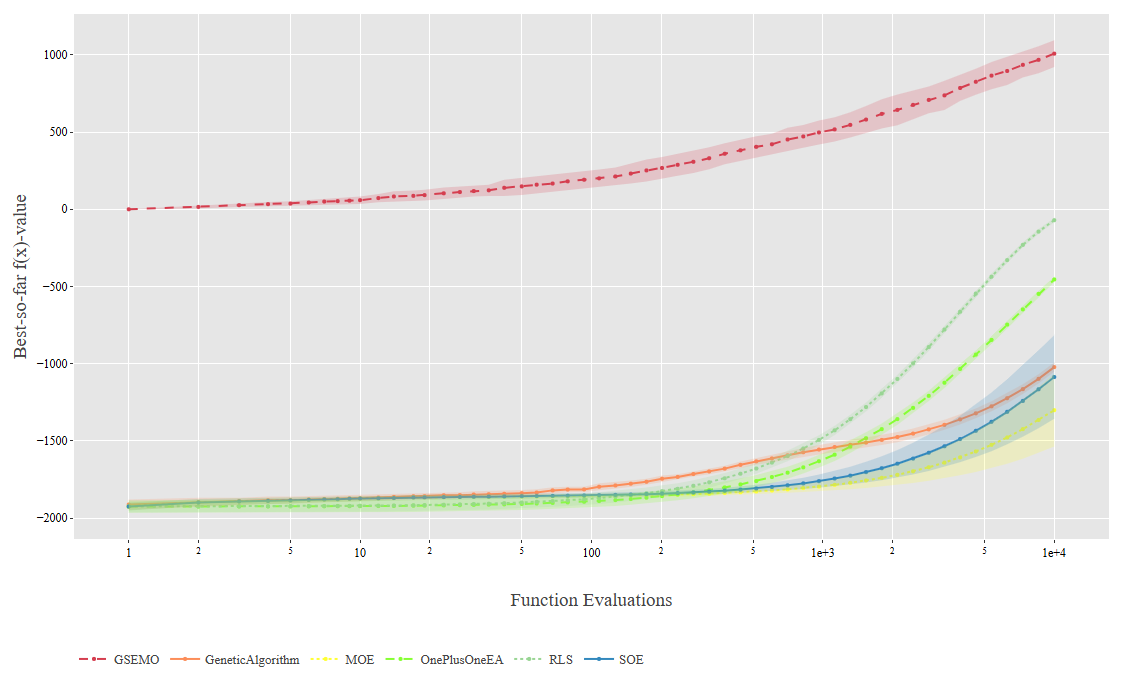 Best-so-far f(x)-value
1000
500
0
−500
−1000
−1500
−2000
1 2 5 10 2 5 100 2 5 1e+3 2 5 1e+4
Function Evaluations
GSEMO GeneticAlgorithm MOE OnePlusOneEA RLS SOE